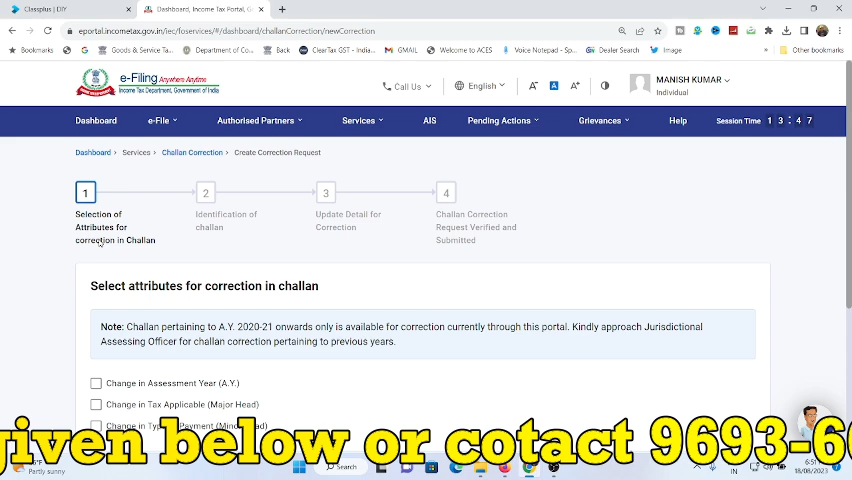 Classplus | DIY
Dashboard, Income Tax Portal, G
eportal.incometax.gov.in/iec/foservices/#/dashboard/challanCorrection/newCorrection
Bookmarks
Goods & Service Ta...
Department of Co...
Back
ClearTax GST - India...
GMAIL
Welcome to ACES
Voice Notepad - Sp...
Dealer Search
Image
»
Other bookmarks
e-Filing Anywhere Anytime
Income Tax Department, Government of India
Call Us
English
A
MANISH KUMAR
Individual
Dashboard
e-File
Authorised Partners
Services
AIS
Pending Actions
Grievances
Help
Session Time 1 3 : 4 7
Dashboard > Services > Challan Correction > Create Correction Request
1
2
3
4
Selection of
Attributes for
correction in Challan
Identification of
challan
Update Detail for
Correction
Challan Correction
Request Verified and
Submitted
Select attributes for correction in challan
Note: Challan pertaining to A.Y. 2020-21 onwards only is available for correction currently through this portal. Kindly approach Jurisdictional
Assessing Officer for challan correction pertaining to previous years.
Change in Assessment Year (A.Y.)
Change in Tax Applicable (Major Head)
given below or cotact 9693-6
Partly sunny
Search
IN
18/08/2023